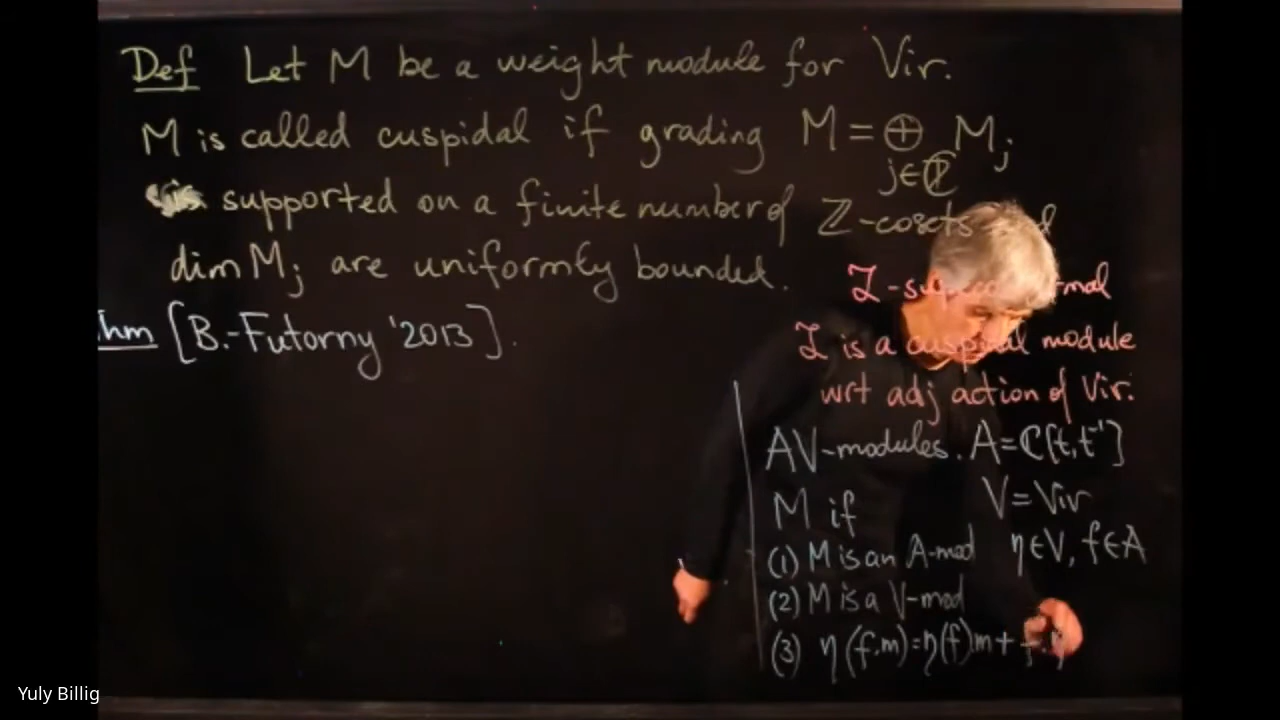 Def Let M be a weight module for Vir.
M is called cuspidal if grading M = ⊕ M_j
j∈ℂ
supported on a finite number of ℤ-cosets
dim M_j are uniformly bounded.
[B.-Futorny '2013].
is a cuspidal module
wrt adj action of Vir.
AV-modules. A=ℂ[t,t⁻¹]
M if V=Vir
(1) M is an A-mod η∈V, f∈A
(2) M is a V-mod
(3) η(f.m)=η(f)m+
Yuly Billig